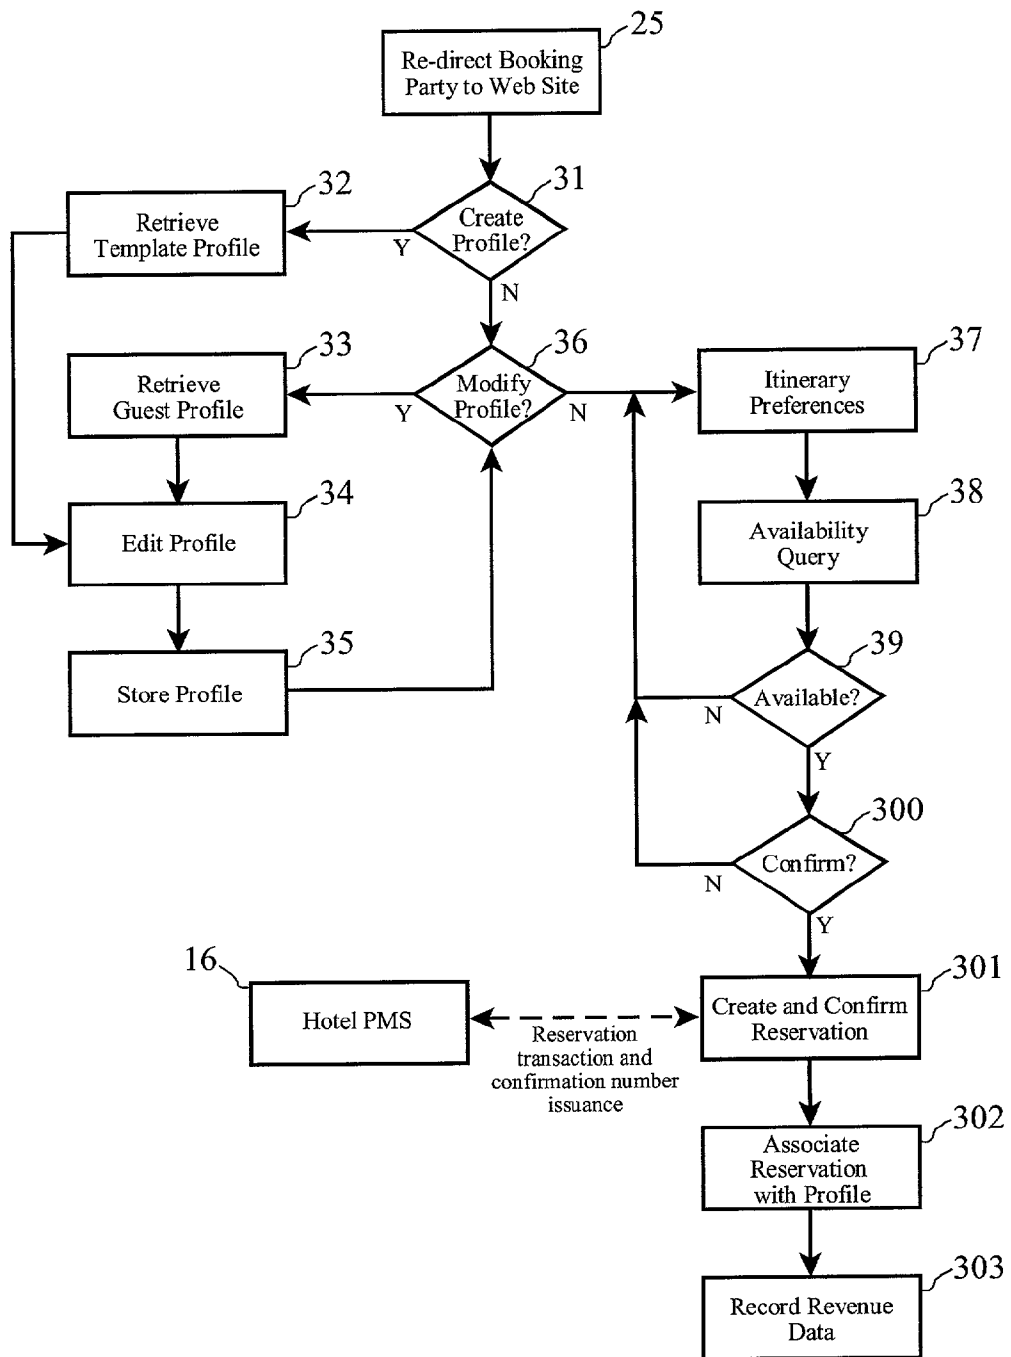 25
Re-direct Booking
Party to Web Site
31
Create
Profile?
Y
N
32
Retrieve
Template Profile
33
Retrieve
Guest Profile
36
Modify
Profile?
Y
N
37
Itinerary
Preferences
34
Edit Profile
38
Availability
Query
35
Store Profile
39
Available?
N
Y
300
Confirm?
N
Y
16
Hotel PMS
Reservation
transaction and
confirmation number
issuance
301
Create and Confirm
Reservation
302
Associate
Reservation
with Profile
303
Record Revenue
Data